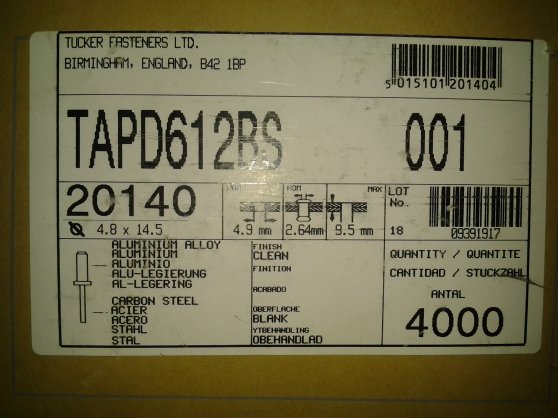 TUCKER FASTENERS LTD.
BIRMINGHAM, ENGLAND, B42 1BP
5 015101 201404
TAPD612BS 001
20140
Ø 4.8 x 14.5
NOM
MAX
4.9 mm 2.64mm 9.5 mm
LOT
No.
18 09391917
ALUMINIUM ALLOY
ALUMINIUM
ALUMINIO
ALU-LEGIERUNG
AL-LEGERING
CARBON STEEL
ACIER
ACERO
STAHL
STAL
FINISH
CLEAN
FINITION
ACABADO
OBERFLACHE
BLANK
YTBEHANDLING
OBEHANDLAD
QUANTITY / QUANTITE
CANTIDAD / STUCKZAHL
ANTAL
4000